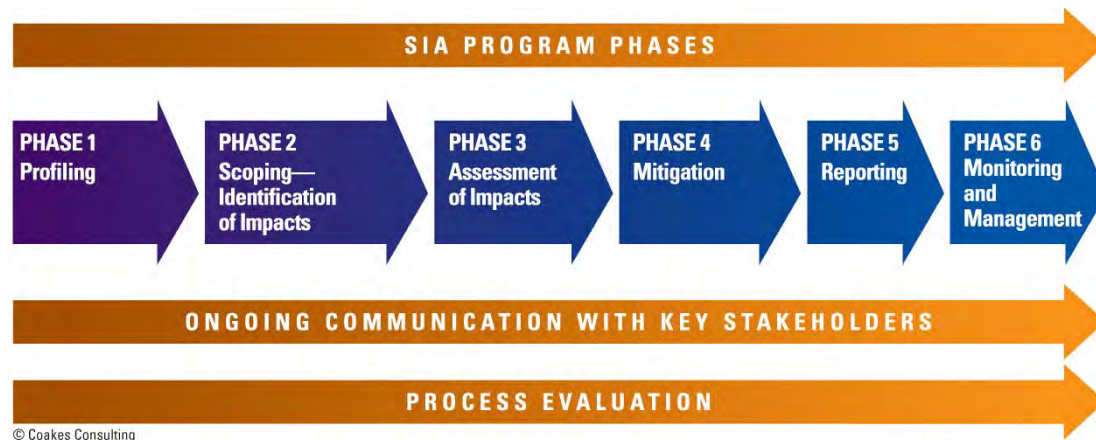 SIA PROGRAM PHASES
PHASE 1
Profiling
PHASE 2
Scoping—
Identification
of Impacts
PHASE 3
Assessment
of Impacts
PHASE 4
Mitigation
PHASE 5
Reporting
PHASE 6
Monitoring
and
Management
ONGOING COMMUNICATION WITH KEY STAKEHOLDERS
PROCESS EVALUATION
© Coakes Consulting